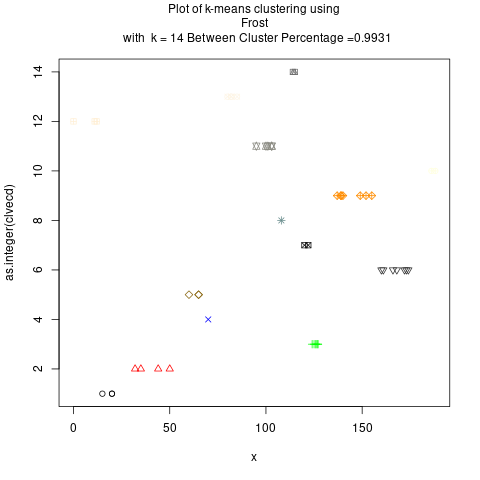 Plot of k-means clustering using
Frost
with k = 14 Between Cluster Percentage =0.9931
as.integer(clvecd)
14
12
10
8
6
4
2
0 50 100 150
x